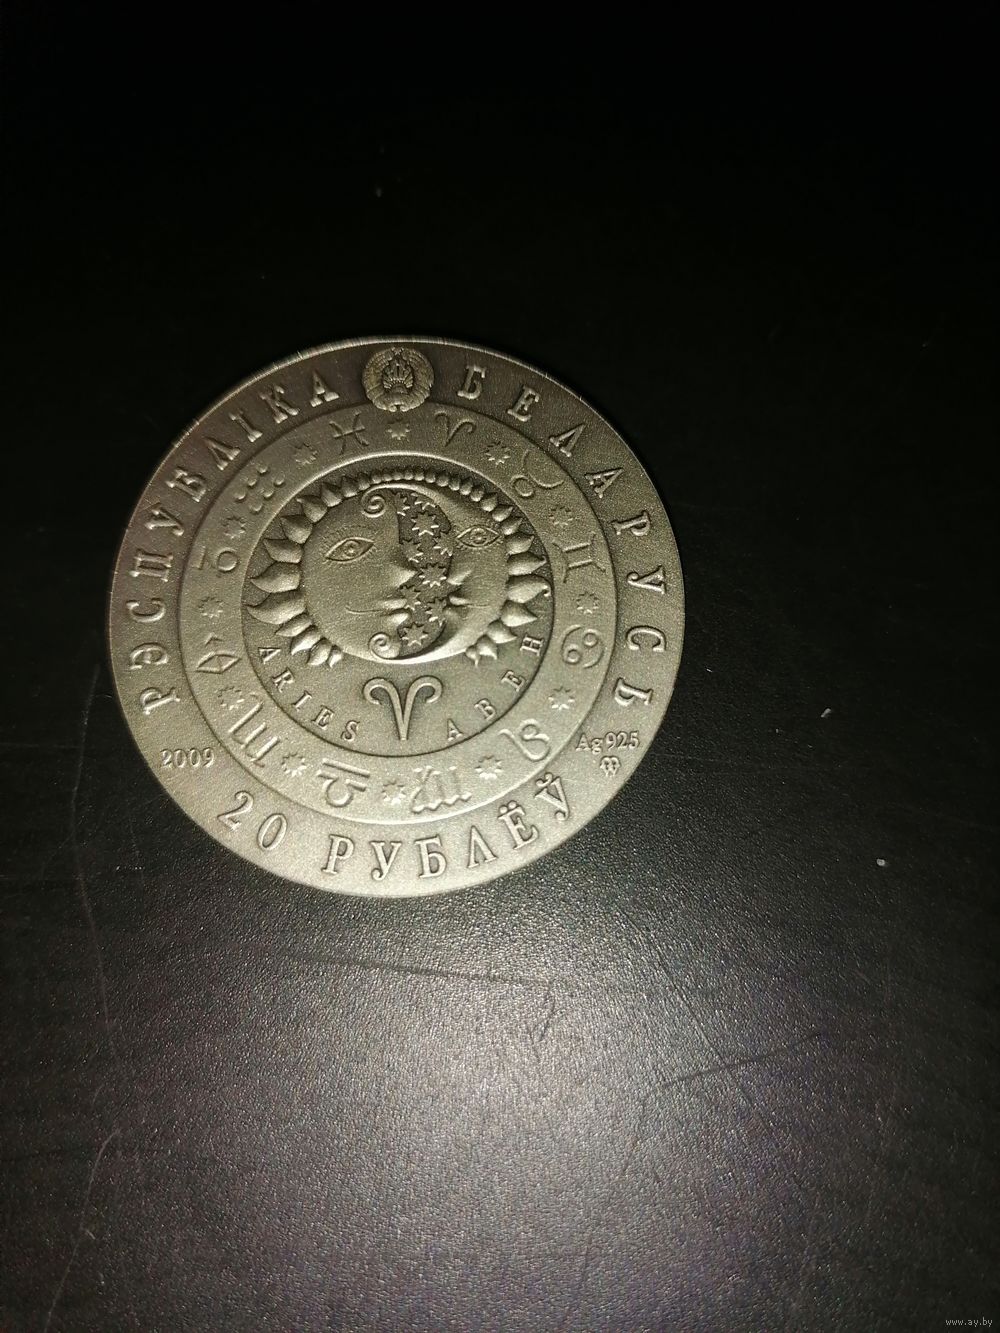 РЭСПУБЛІКА БЕЛАРУСЬ
ARIES АВЕН
2009
Ag 925
20 РУБЛЁЎ
www.ay.by